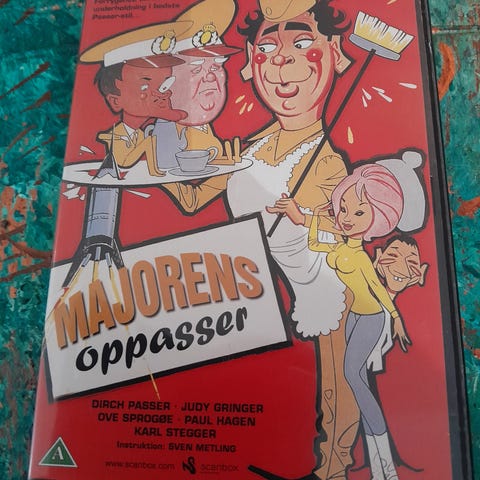 underholdning i bedste
Passer-stil...
MAJORENS
oppasser
DIRCH PASSER · JUDY GRINGER
OVE SPROGØE · PAUL HAGEN
KARL STEGGER
Instruktion: SVEN METLING
A
www.scanbox.com scanbox